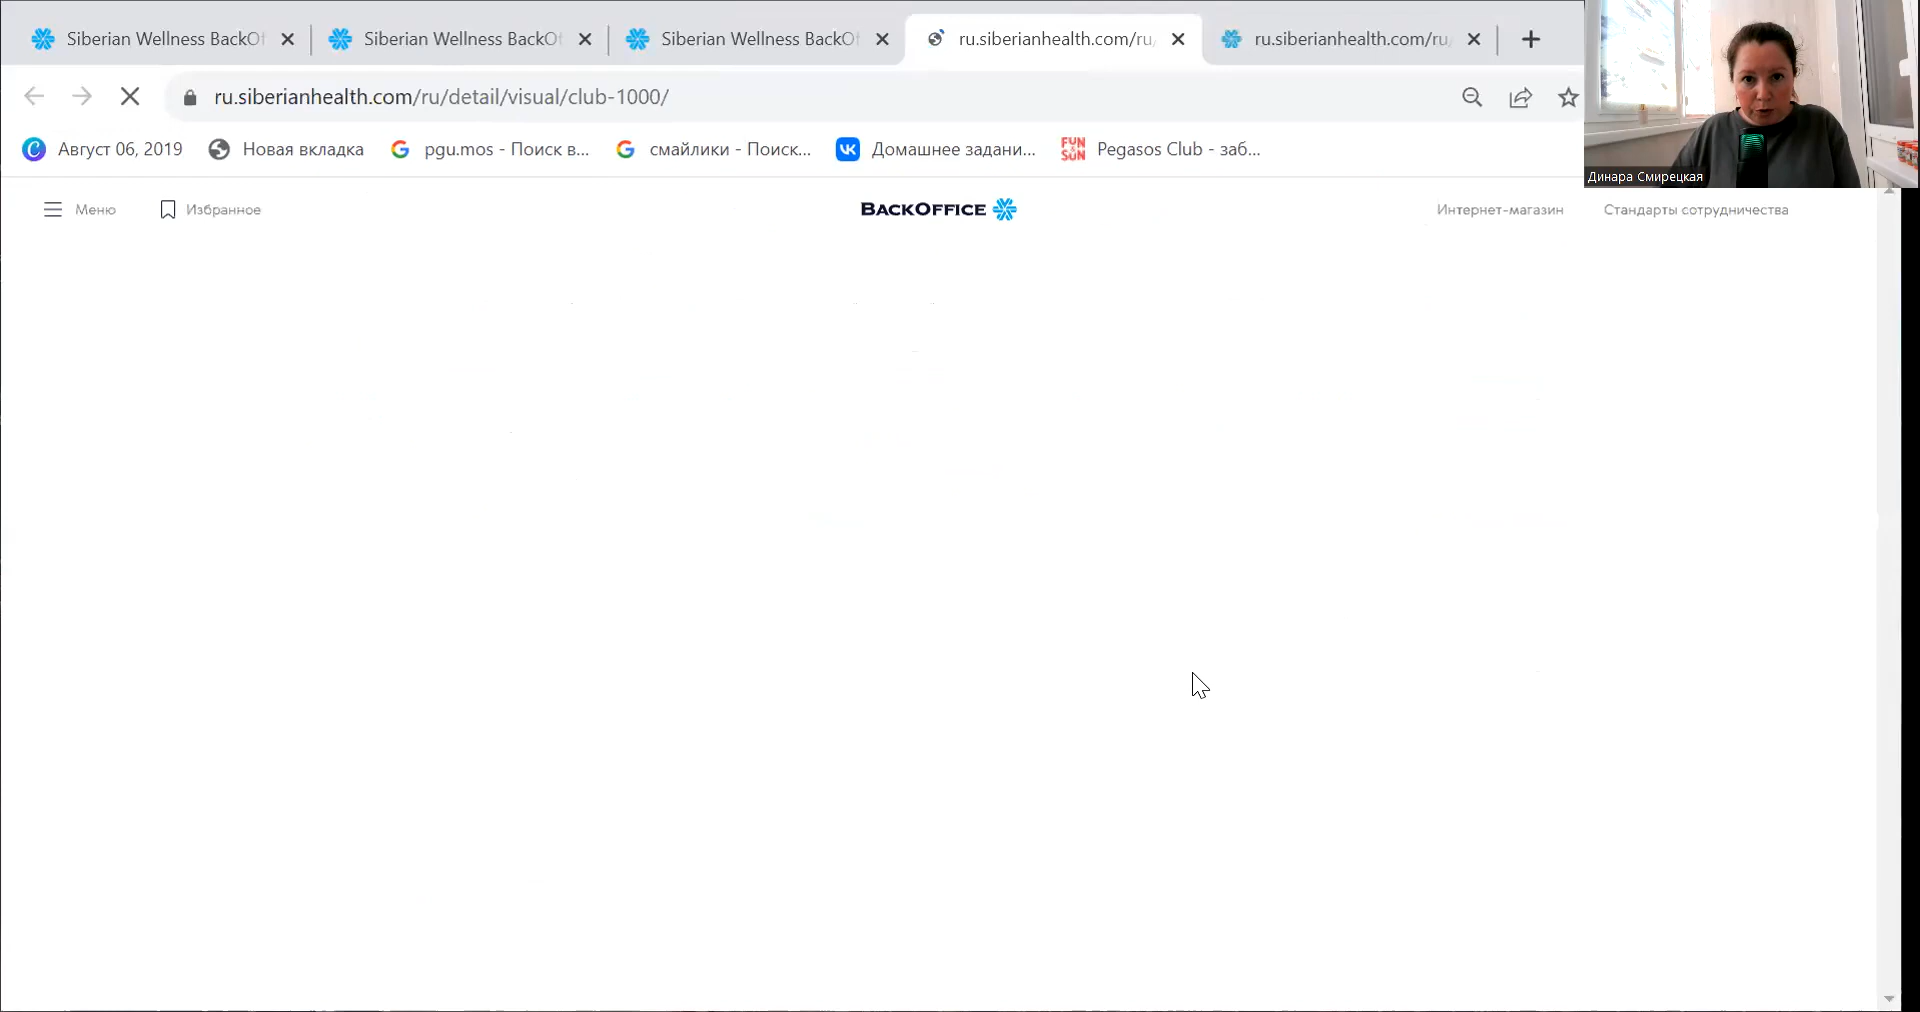 Siberian Wellness BackOf
Siberian Wellness BackOf
Siberian Wellness BackOf
ru.siberianhealth.com/ru/
ru.siberianhealth.com/ru/
ru.siberianhealth.com/ru/detail/visual/club-1000/
Август 06, 2019
Новая вкладка
pgu.mos - Поиск в...
смайлики - Поиск...
Домашнее задани...
FUN & SUN
Pegasos Club - заб...
Динара Смирецкая
Меню
Избранное
BACKOFFICE
Интернет-магазин
Стандарты сотрудничества